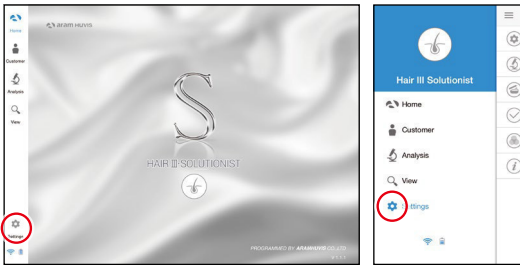 Home
Customer
Analysis
View
Settings
aram HUVIS
S
HAIR III SOLUTIONIST
PROGRAMMED BY ARAMHUVIS CO.,LTD
Hair III Solutionist
Home
Customer
Analysis
View
Settings